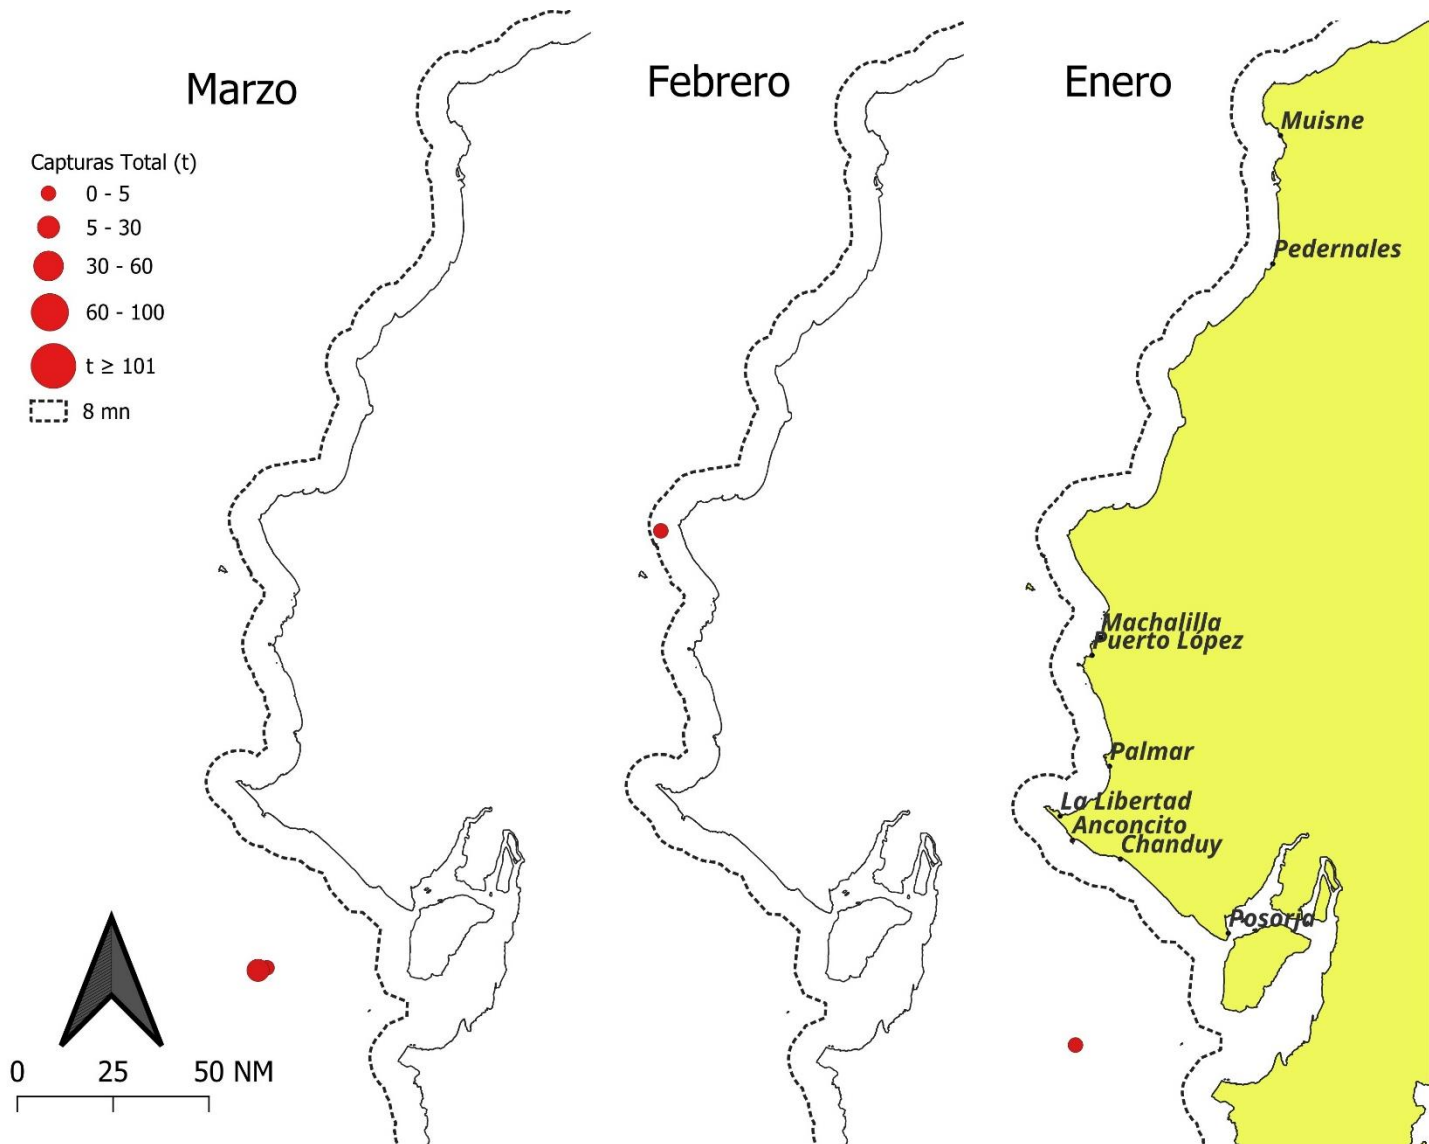 Marzo
Febrero
Enero
Capturas Total (t)
0 - 5
5 - 30
30 - 60
60 - 100
t ≥ 101
8 mn
Muisne
Pedernales
Machalilla
Puerto López
Palmar
La Libertad
Anconcito
Chanduy
Posorja
0 25 50 NM